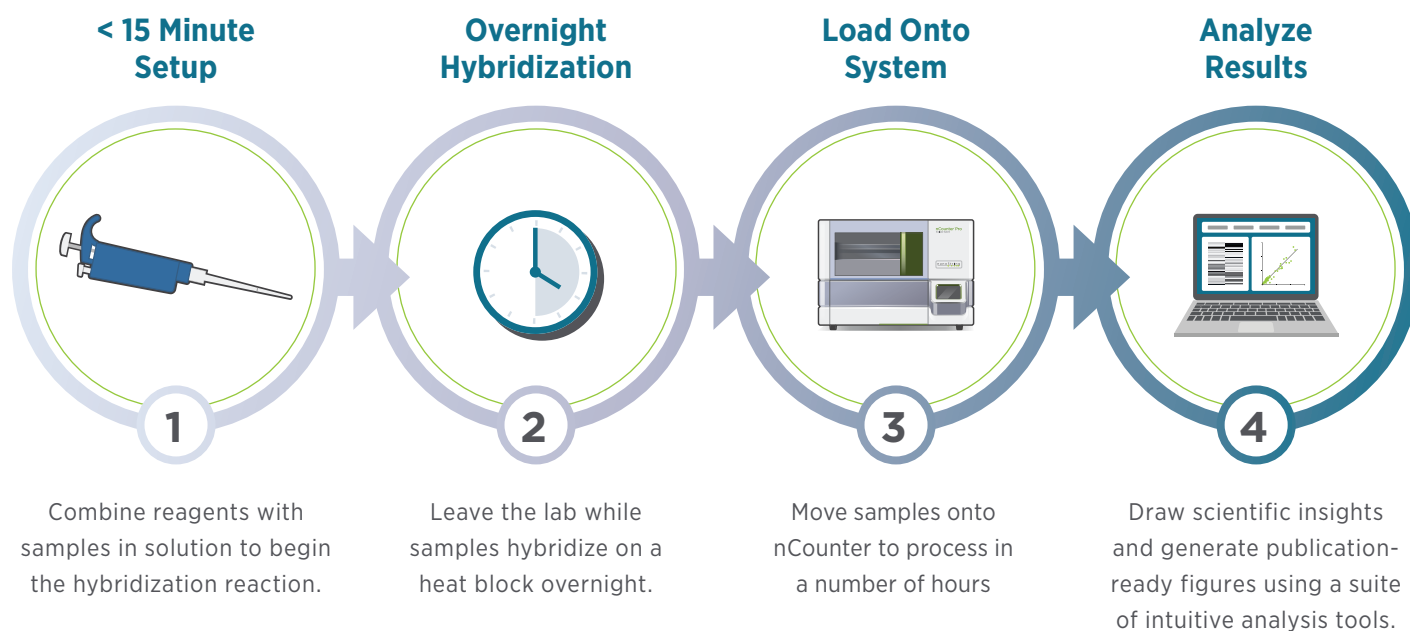 < 15 Minute
Setup
Overnight
Hybridization
Load Onto
System
Analyze
Results
nCounter Pro
1
2
3
4
Combine reagents with
samples in solution to begin
the hybridization reaction.
Leave the lab while
samples hybridize on a
heat block overnight.
Move samples onto
nCounter to process in
a number of hours
Draw scientific insights
and generate publication-
ready figures using a suite
of intuitive analysis tools.